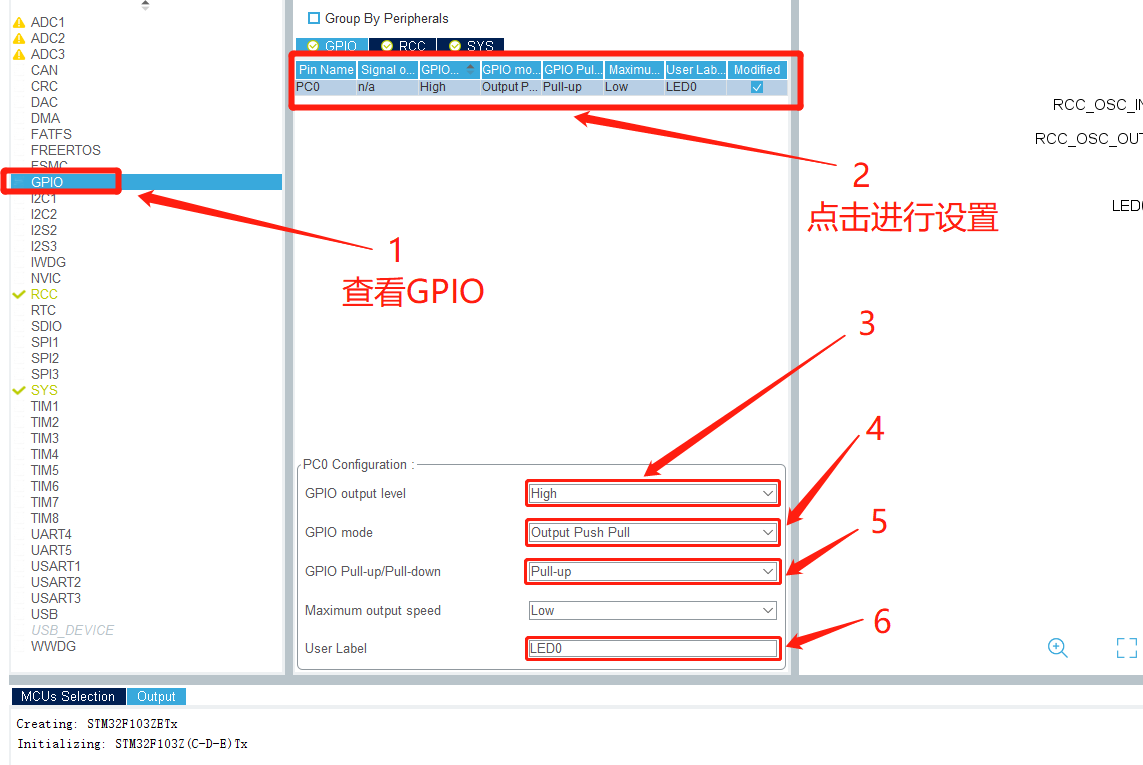 ADC1
ADC2
ADC3
CAN
CRC
DAC
DMA
FATFS
FREERTOS
FSMC
GPIO
I2C1
I2C2
I2S2
I2S3
IWDG
NVIC
RCC
RTC
SDIO
SPI1
SPI2
SPI3
SYS
TIM1
TIM2
TIM3
TIM4
TIM5
TIM6
TIM7
TIM8
UART4
UART5
USART1
USART2
USART3
USB
USB_DEVICE
WWDG
1
查看GPIO
Group By Peripherals
GPIO RCC SYS
Pin Name Signal o... GPIO... GPIO mo... GPIO Pul... Maximu... User Lab... Modified
PC0 n/a High Output P... Pull-up Low LED0
2
点击进行设置
3
4
5
6
PC0 Configuration :
GPIO output level High
GPIO mode Output Push Pull
GPIO Pull-up/Pull-down Pull-up
Maximum output speed Low
User Label LED0
RCC_OSC_IN
RCC_OSC_OUT
LED0
MCUs Selection Output
Creating: STM32F103ZETx
Initializing: STM32F103Z(C-D-E)Tx